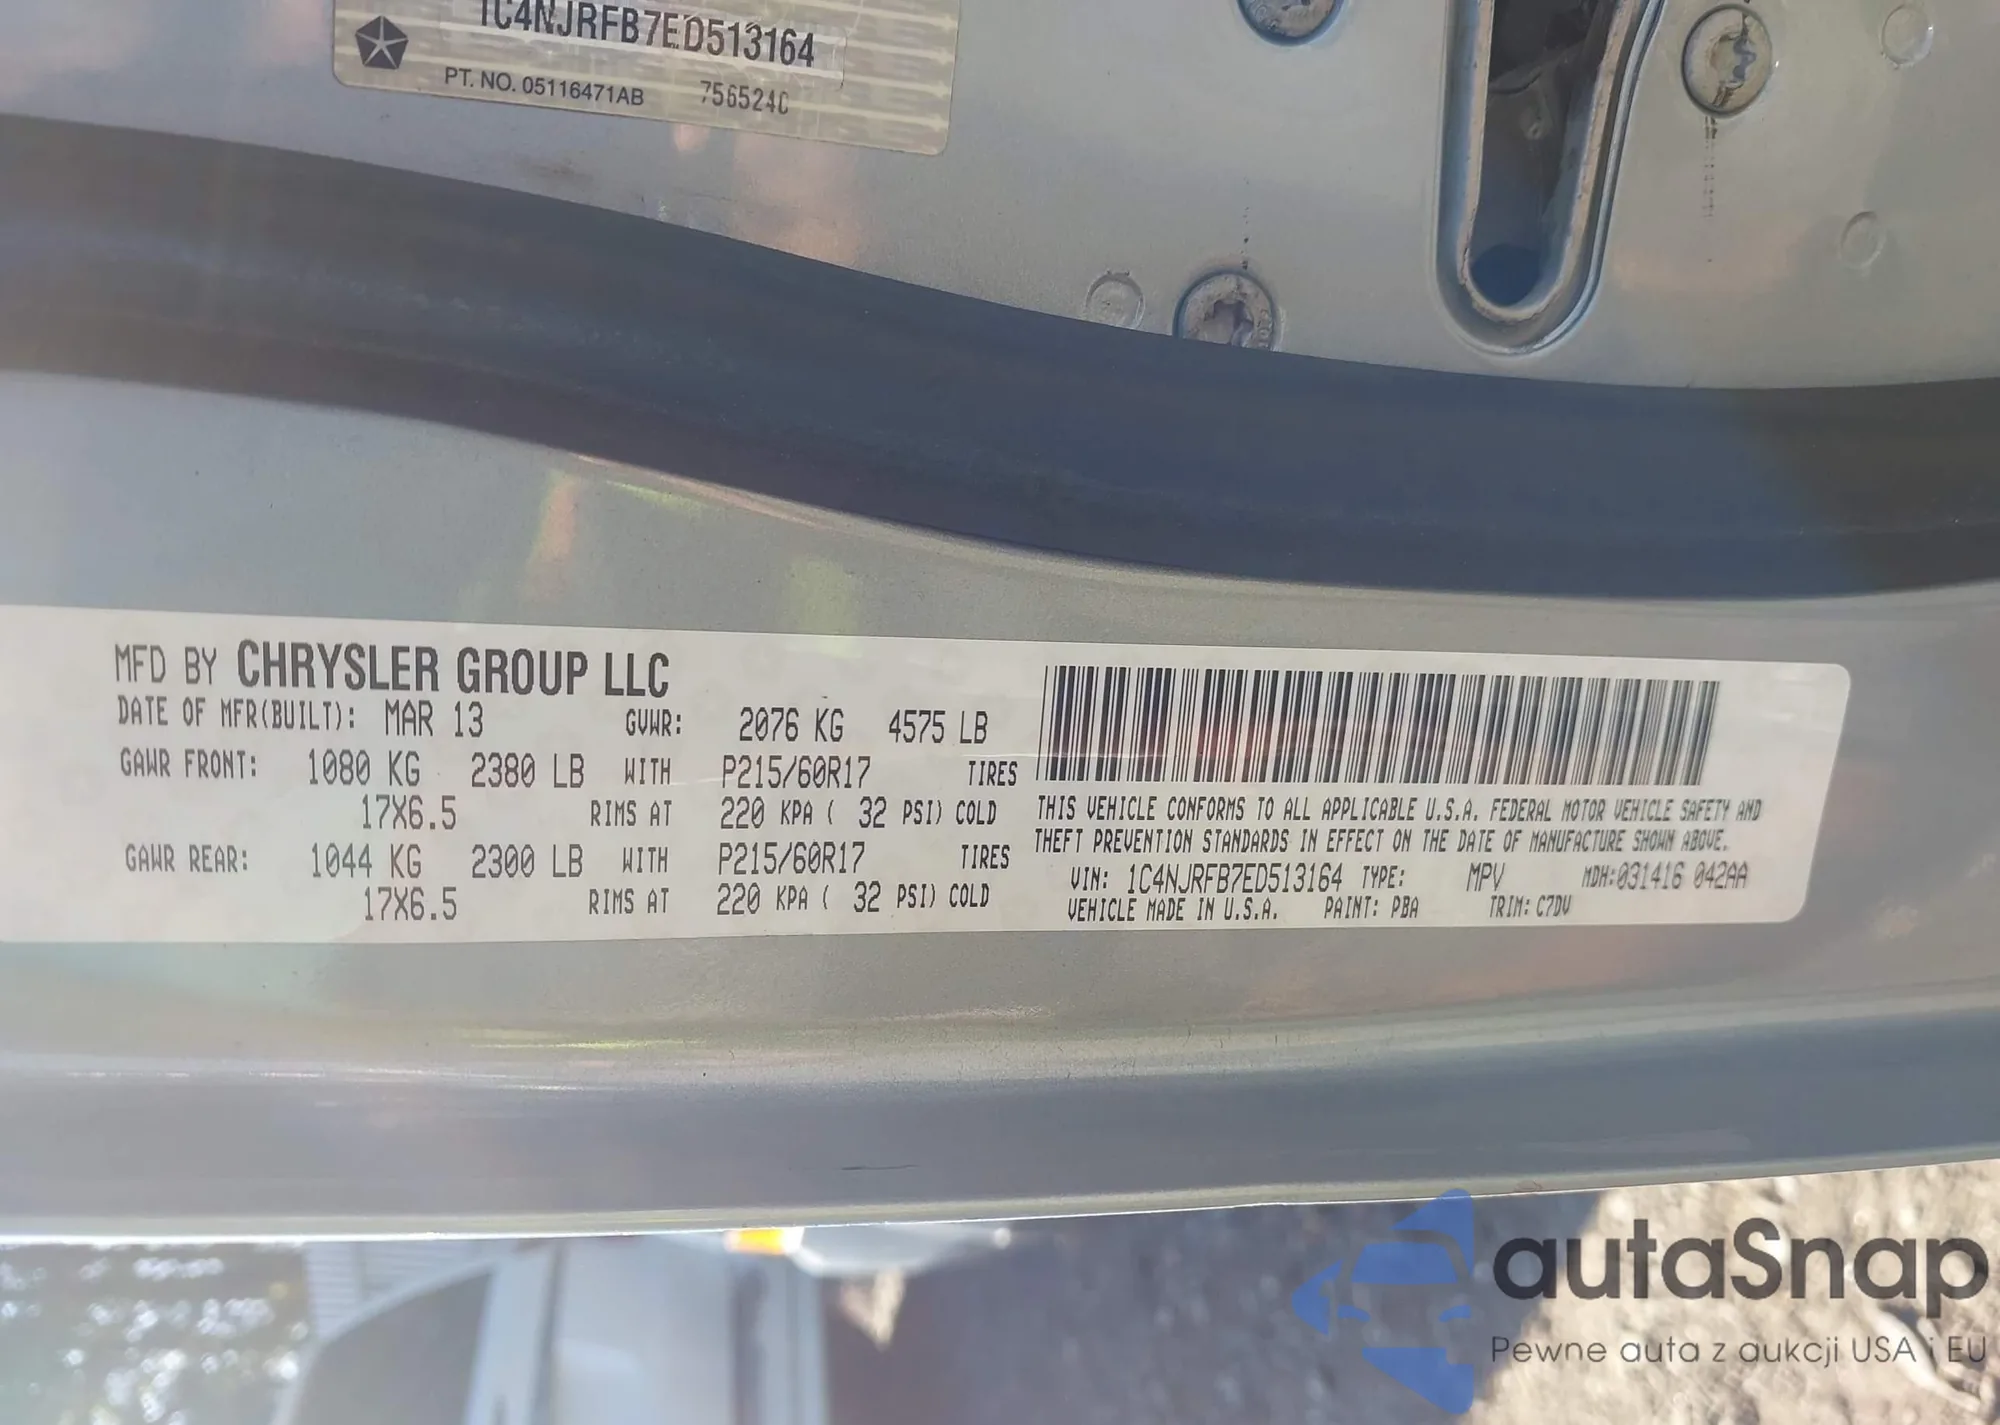 1C4NJRFB7ED513164
PT. NO. 05116471AB 756524C
MFD BY CHRYSLER GROUP LLC
DATE OF MFR(BUILT): MAR 13 GVWR: 2076 KG 4575 LB
GAWR FRONT: 1080 KG 2380 LB WITH P215/60R17 TIRES
17X6.5 RIMS AT 220 KPA ( 32 PSI) COLD
GAWR REAR: 1044 KG 2300 LB WITH P215/60R17 TIRES
17X6.5 RIMS AT 220 KPA ( 32 PSI) COLD
THIS VEHICLE CONFORMS TO ALL APPLICABLE U.S.A. FEDERAL MOTOR VEHICLE SAFETY AND
THEFT PREVENTION STANDARDS IN EFFECT ON THE DATE OF MANUFACTURE SHOWN ABOVE.
VIN: 1C4NJRFB7ED513164 TYPE: MPV MDH:031416 042AA
VEHICLE MADE IN U.S.A. PAINT: PBA TRIM: C7DV
autaSnap
Pewne auta z aukcji USA i EU